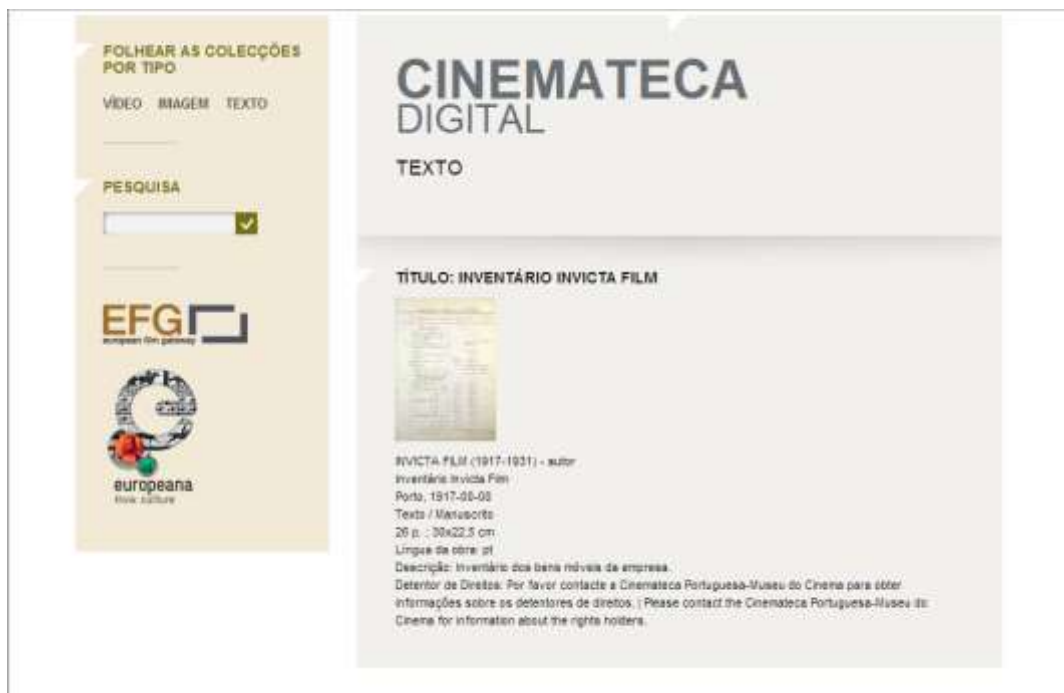 FOLHEAR AS COLECÇÕES
POR TIPO
VÍDEO IMAGEM TEXTO
PESQUISA
EFG
european film gateway
europeana
think culture
CINEMATECA
DIGITAL
TEXTO
TÍTULO: INVENTÁRIO INVICTA FILM
INVICTA FILM (1917-1931) - autor
Inventário Invicta Film
Porto, 1917-00-00
Texto / Manuscrito
26 p. : 30x22,5 cm
Língua da obra: pt
Descrição: Inventário dos bens móveis da empresa.
Detentor de Direitos: Por favor contacte a Cinemateca Portuguesa-Museu do Cinema para obter
informações sobre os detentores de direitos. | Please contact the Cinemateca Portuguesa-Museu do
Cinema for information about the rights holders.